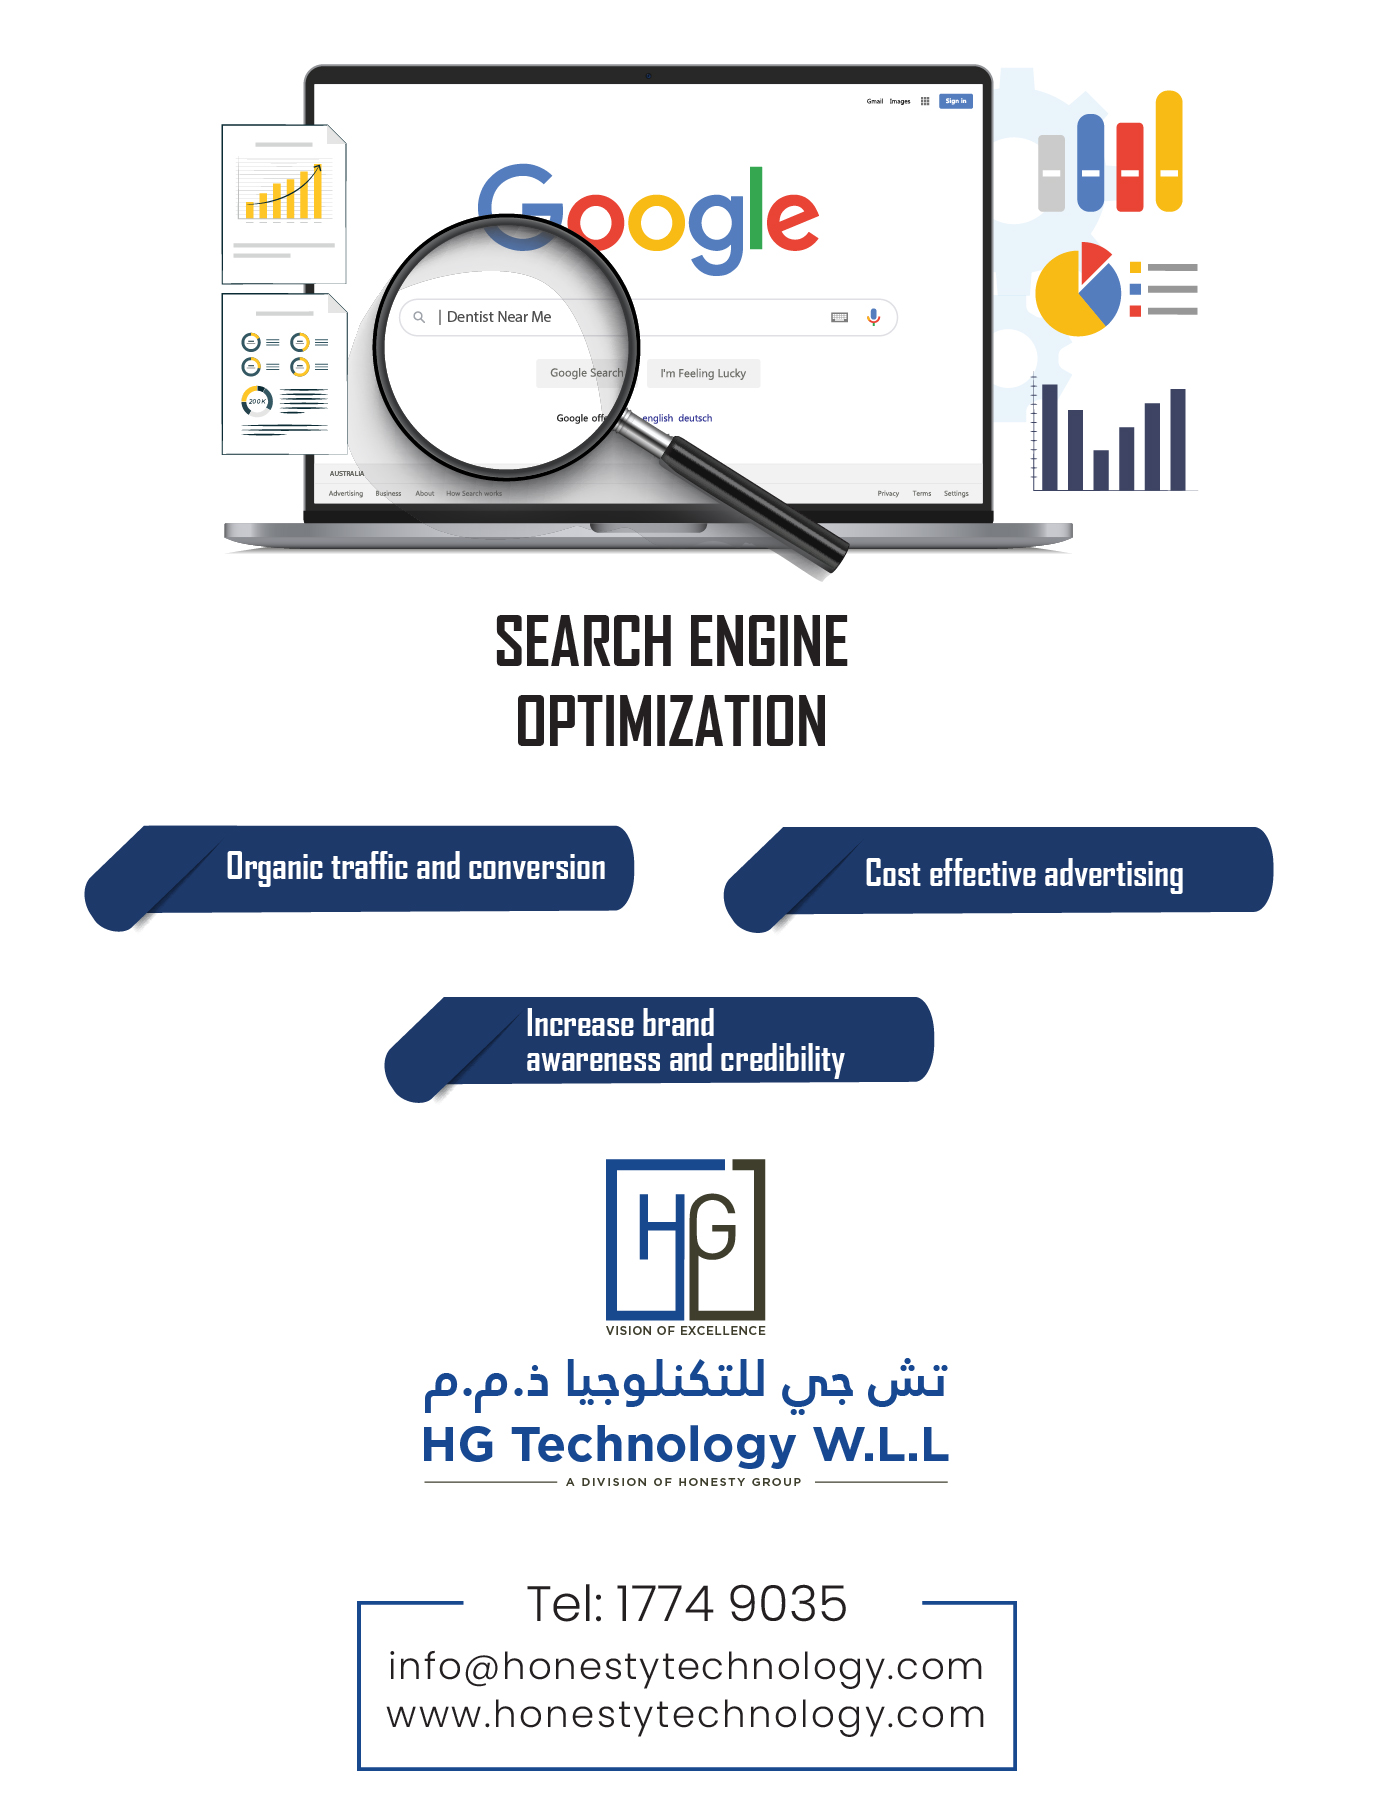 Gmail Images Sign in
Google
Dentist Near Me
Google Search I'm Feeling Lucky
Google off english deutsch
AUSTRALIA
Advertising Business About How Search works Privacy Terms Settings
200K
SEARCH ENGINE
OPTIMIZATION
Organic traffic and conversion
Cost effective advertising
Increase brand
awareness and credibility
HG
VISION OF EXCELLENCE
تش جي للتكنلوجيا ذ.م.م
HG Technology W.L.L
A DIVISION OF HONESTY GROUP
Tel: 1774 9035
info@honestytechnology.com
www.honestytechnology.com